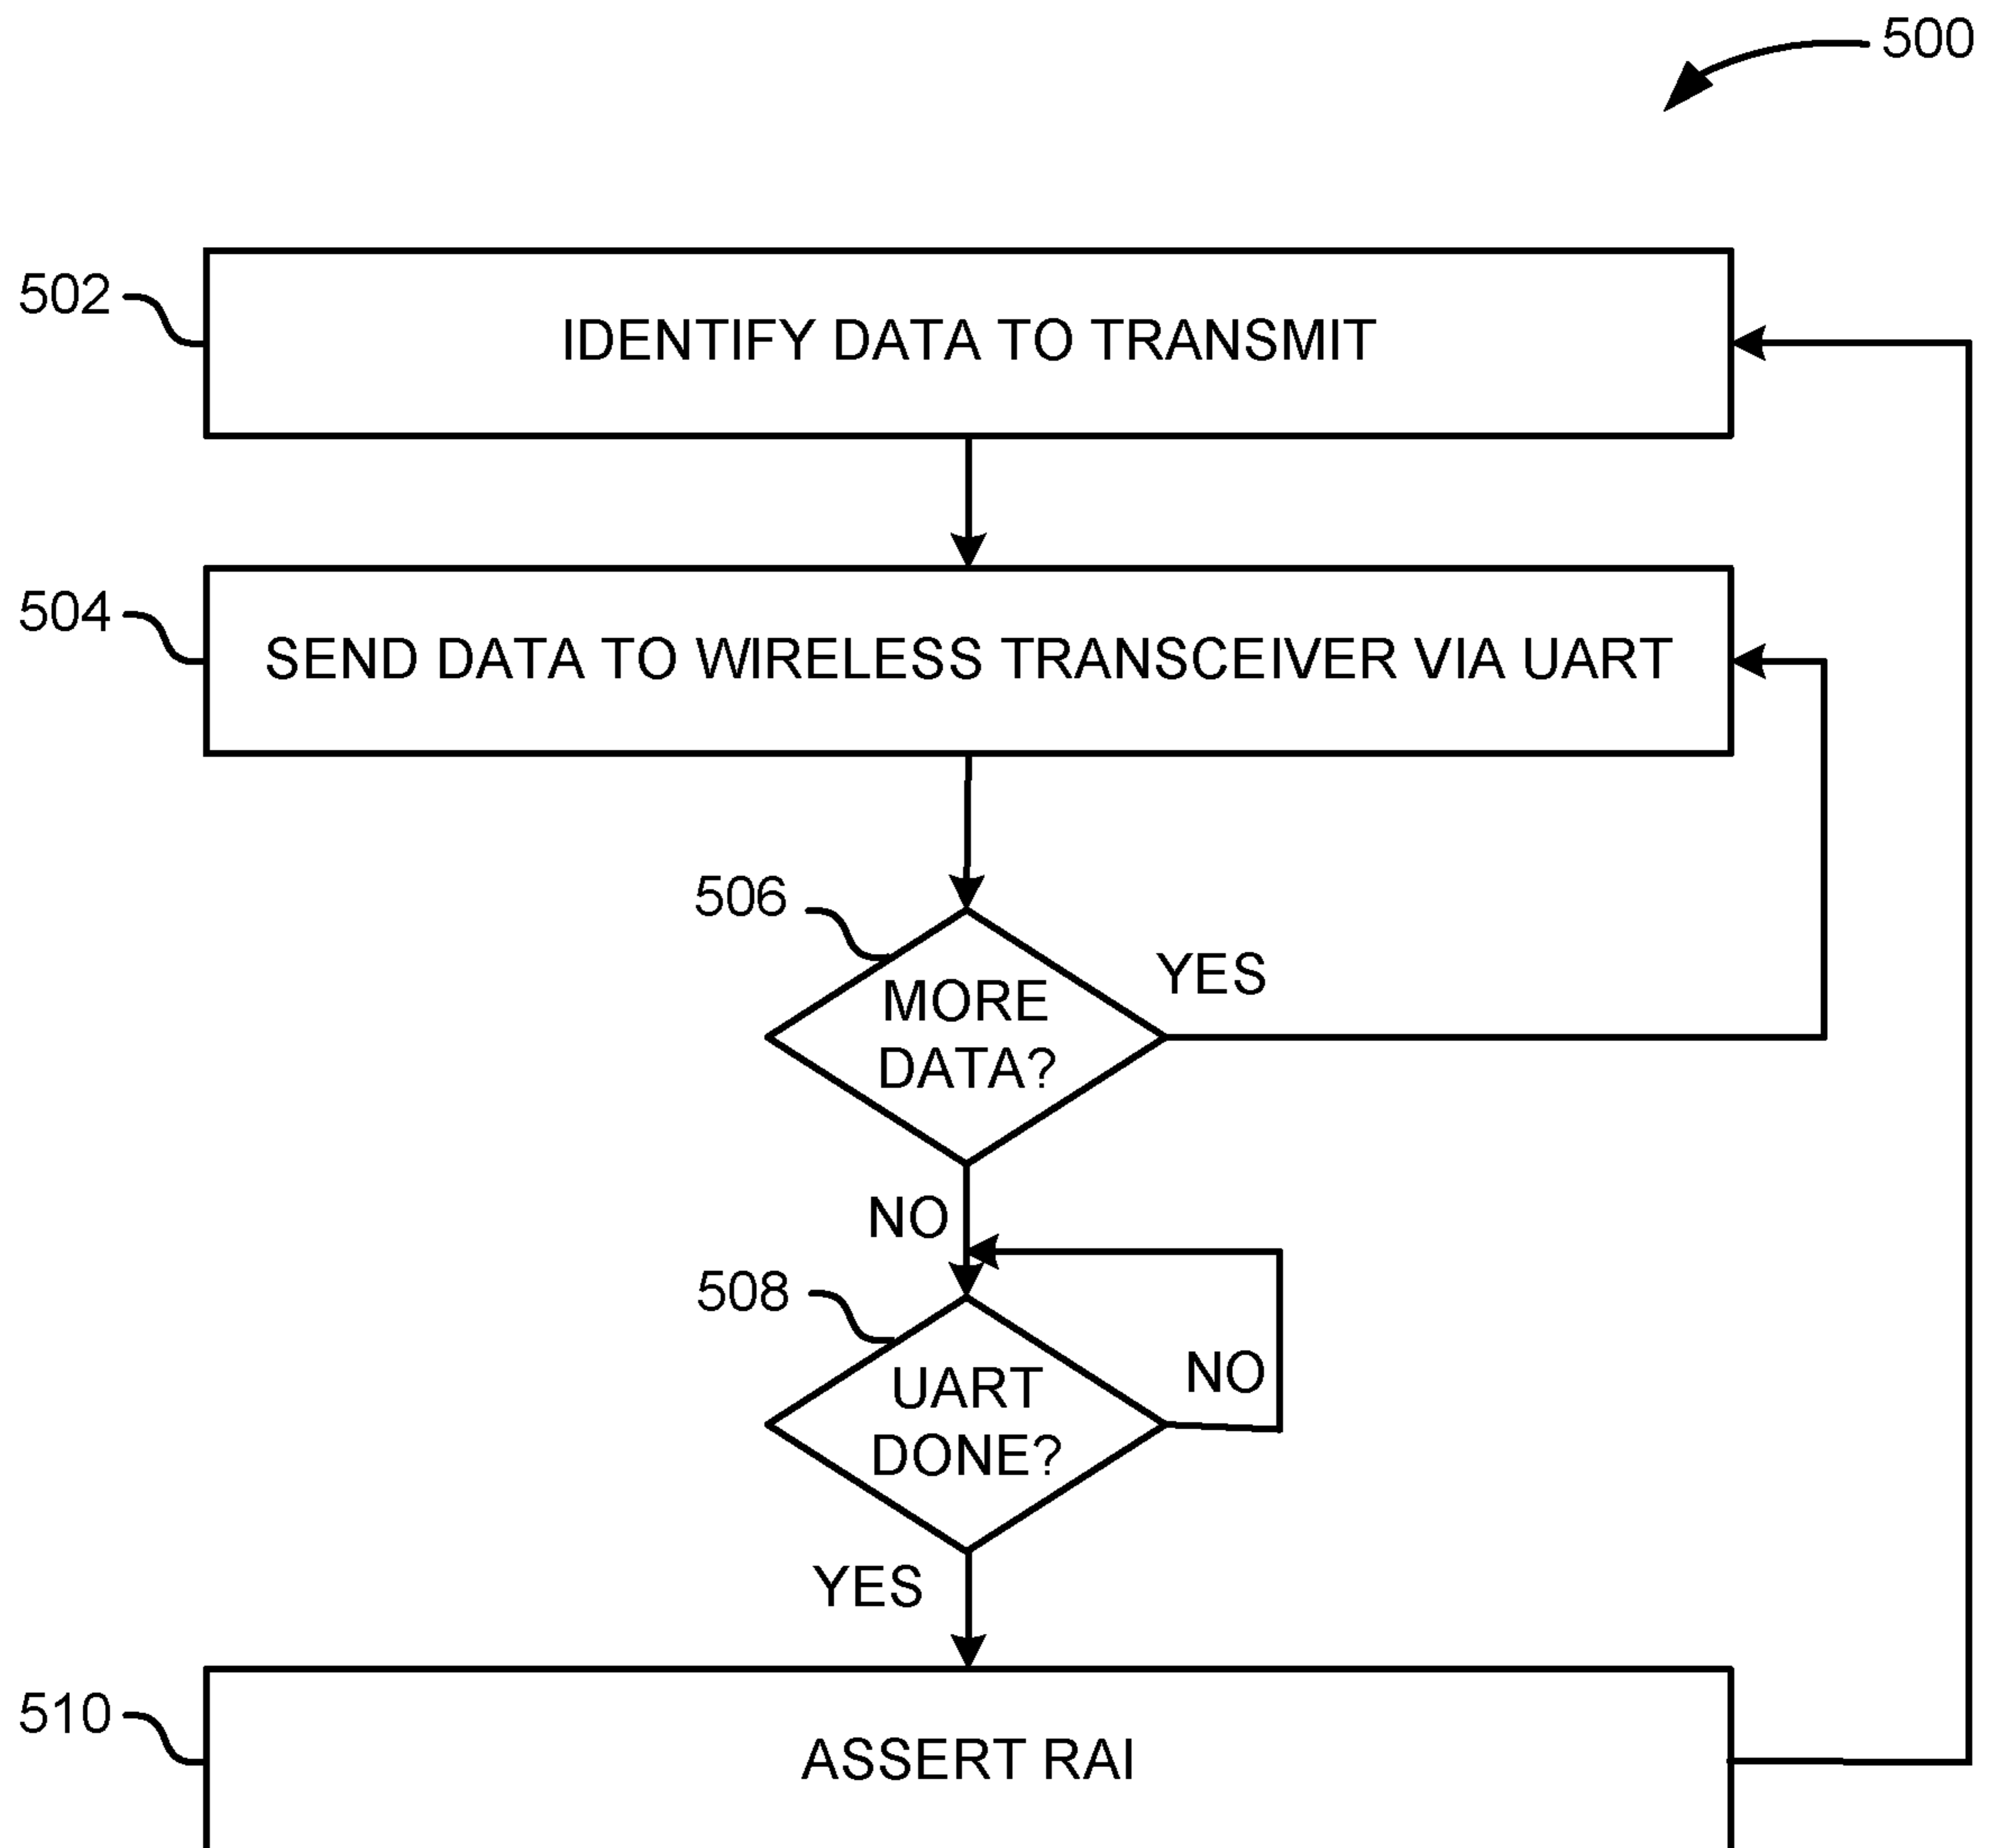 500
502
IDENTIFY DATA TO TRANSMIT
504
SEND DATA TO WIRELESS TRANSCEIVER VIA UART
506
YES
MORE
DATA?
NO
508
NO
UART
DONE?
YES
510
ASSERT RAI